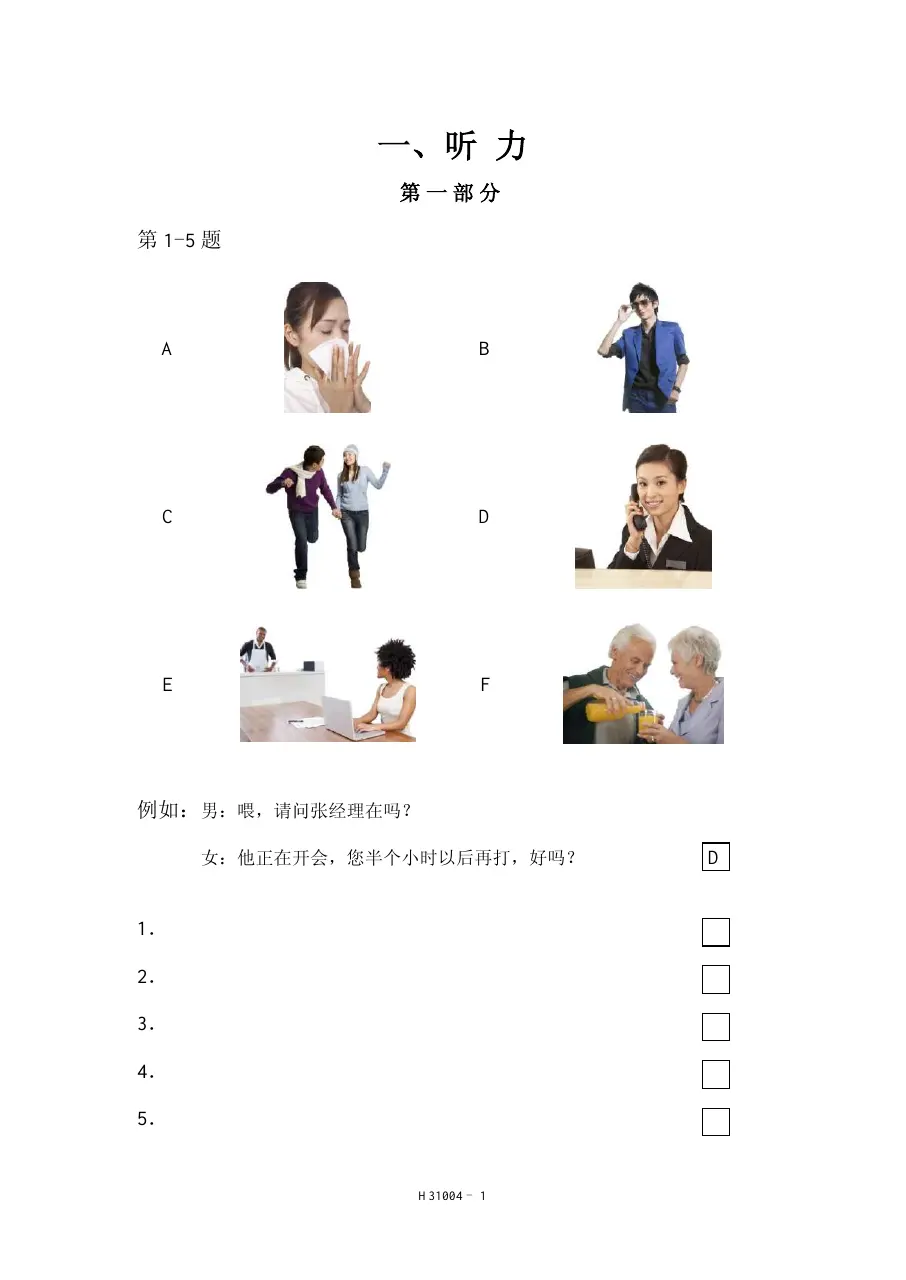 一、听 力
第一部分
第 1-5 题
A B
C D
E F
例如：男：喂，请问张经理在吗？
女：他正在开会，您半个小时以后再打，好吗？ D
1.
2.
3.
4.
5.
H31004 - 1